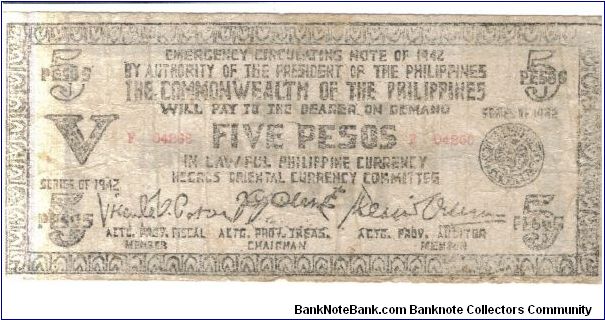 5 PESOS
EMERGENCY CIRCULATING NOTE OF 1942
5 PESOS
BY AUTHORITY OF THE PRESIDENT OF THE PHILIPPINES
THE COMMONWEALTH OF THE PHILIPPINES
WILL PAY TO THE BEARER ON DEMAND
SERIES OF 1942
V
FIVE PESOS
IN LAWFUL PHILIPPINE CURRENCY
NEGROS ORIENTAL CURRENCY COMMITTEE
SERIES OF 1942
5 PESOS
5 PESOS
ACTG. PROV. FISCAL ACTG. PROV. TREAS. ACTG. PROV. AUDITOR
MEMBER CHAIRMAN MEMBER
BankNoteBank.com Banknote Collectors Community